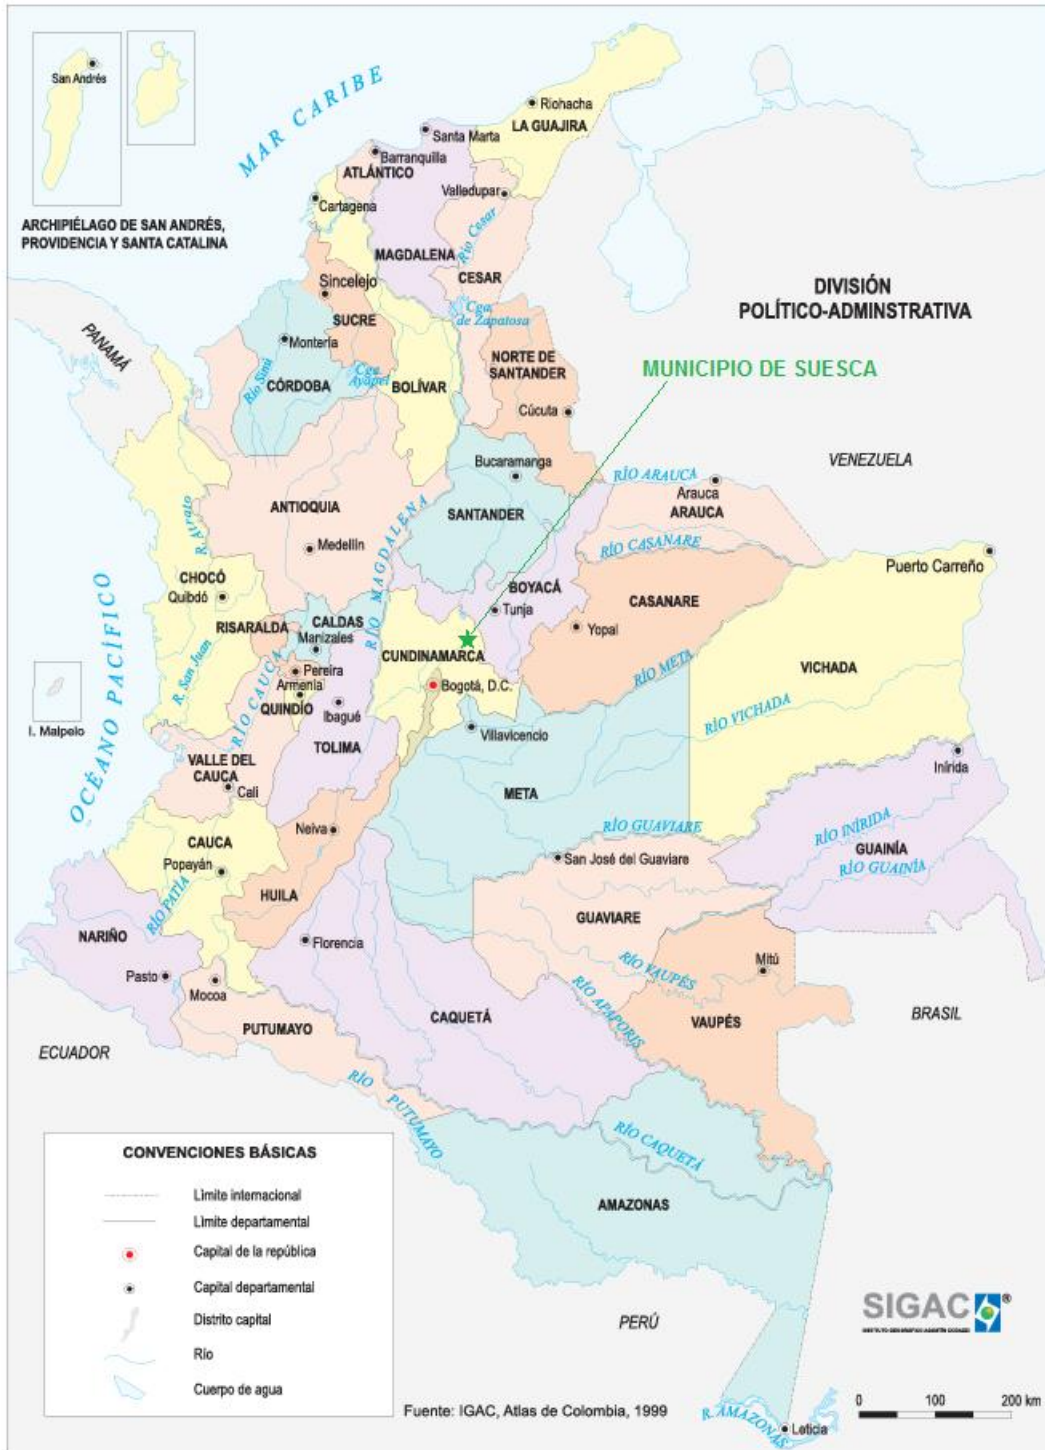 San Andrés
ARCHIPIÉLAGO DE SAN ANDRÉS,
PROVIDENCIA Y SANTA CATALINA
MAR CARIBE
Riohacha
LA GUAJIRA
Santa Marta
Barranquilla
ATLÁNTICO
Valledupar
Cartagena
Río Cesar
MAGDALENA
CESAR
Sincelejo
SUCRE
Cga.
de Zapatosa
DIVISIÓN
POLÍTICO-ADMINSTRATIVA
PANAMÁ
Montería
Río Sinú
CÓRDOBA
Cga.
Ayapel
BOLÍVAR
NORTE DE
SANTANDER
MUNICIPIO DE SUESCA
Cúcuta
VENEZUELA
Bucaramanga
RÍO ARAUCA
Arauca
ARAUCA
SANTANDER
ANTIOQUIA
R. Atrato
Medellín
RÍO MAGDALENA
RÍO CASANARE
Puerto Carreño
CHOCÓ
Quibdó
BOYACÁ
Tunja
CASANARE
Yopal
OCÉANO PACÍFICO
RISARALDA
CALDAS
Manizales
CUNDINAMARCA
R. San Juan
RÍO CAUCA
Pereira
Armenia
QUINDÍO
Ibagué
Bogotá, D.C.
RÍO META
VICHADA
RÍO VICHADA
I. Malpelo
TOLIMA
Villavicencio
VALLE DEL
CAUCA
Cali
META
Inírida
Neiva
CAUCA
Popayán
RÍO GUAVIARE
San José del Guaviare
RÍO INÍRIDA
GUAINÍA
RÍO GUAINÍA
RÍO PATÍA
HUILA
GUAVIARE
NARIÑO
Florencia
RÍO VAUPÉS
Mitú
Pasto
Mocoa
RÍO APAPORIS
VAUPÉS
BRASIL
CAQUETÁ
PUTUMAYO
ECUADOR
RÍO PUTUMAYO
RÍO CAQUETÁ
AMAZONAS
CONVENCIONES BÁSICAS
Límite internacional
Límite departamental
Capital de la república
Capital departamental
Distrito capital
Río
Cuerpo de agua
PERÚ
SIGAC®
INSTITUTO GEOGRAFICO AGUSTIN CODAZZI
0 100 200 km
Fuente: IGAC, Atlas de Colombia, 1999
R. AMAZONAS
Leticia